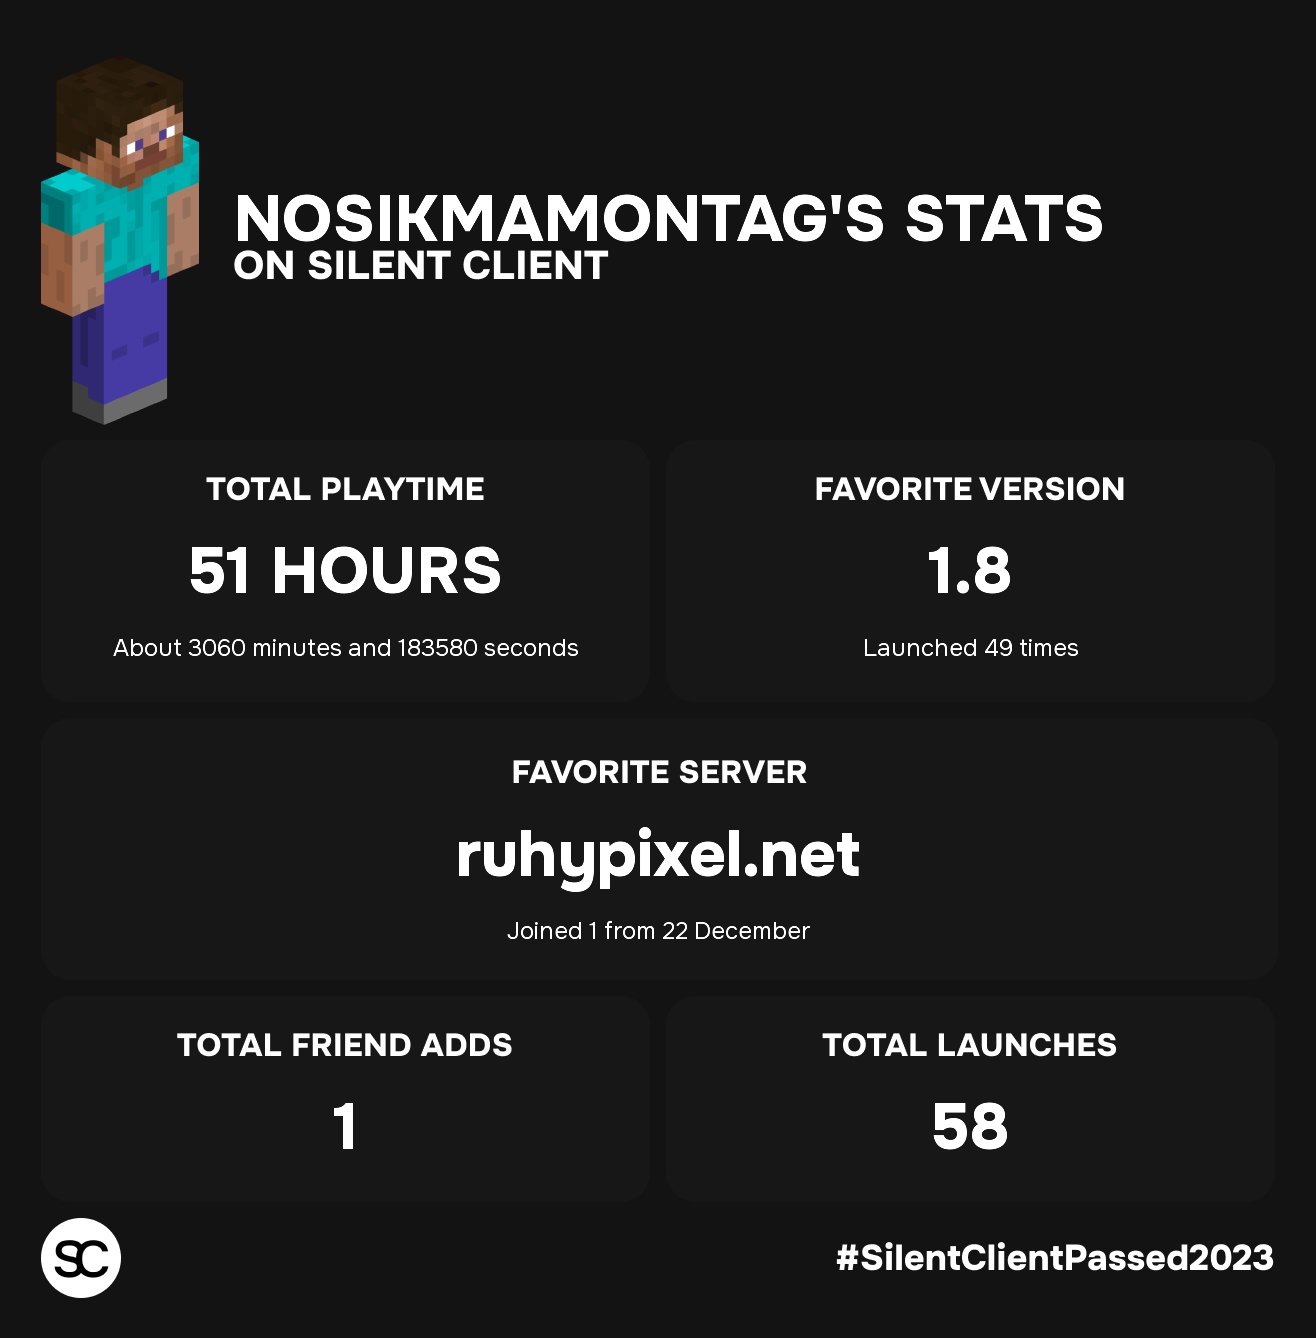 NOSIKMAMONTAG'S STATS
ON SILENT CLIENT
TOTAL PLAYTIME
51 HOURS
About 3060 minutes and 183580 seconds
FAVORITE VERSION
1.8
Launched 49 times
FAVORITE SERVER
ruhypixel.net
Joined 1 from 22 December
TOTAL FRIEND ADDS
1
TOTAL LAUNCHES
58
SC
#SilentClientPassed2023